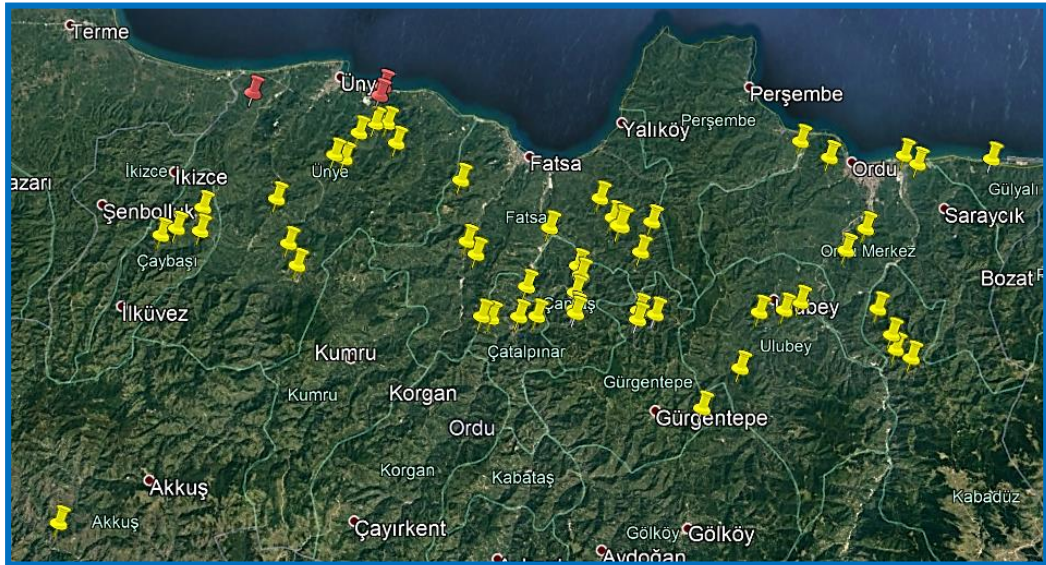 Terme
Ünye
Perşembe
Perşembe
Yalıköy
Fatsa
Ordu
Gülyalı
İkizce
İkizce
Ünye
azarı
Şenbolluk
Saraycık
Fatsa
Ordu Merkez
Çaybaşı
Bozat
İlküvez
Ulubey
Çatalpınar
Ulubey
Kumru
Kumru
Korgan
Gürgentepe
Gürgentepe
Ordu
Korgan
Kabataş
Akkuş
Kabadüz
Akkuş
Çayırkent
Gölköy
Gölköy
Aydoğan